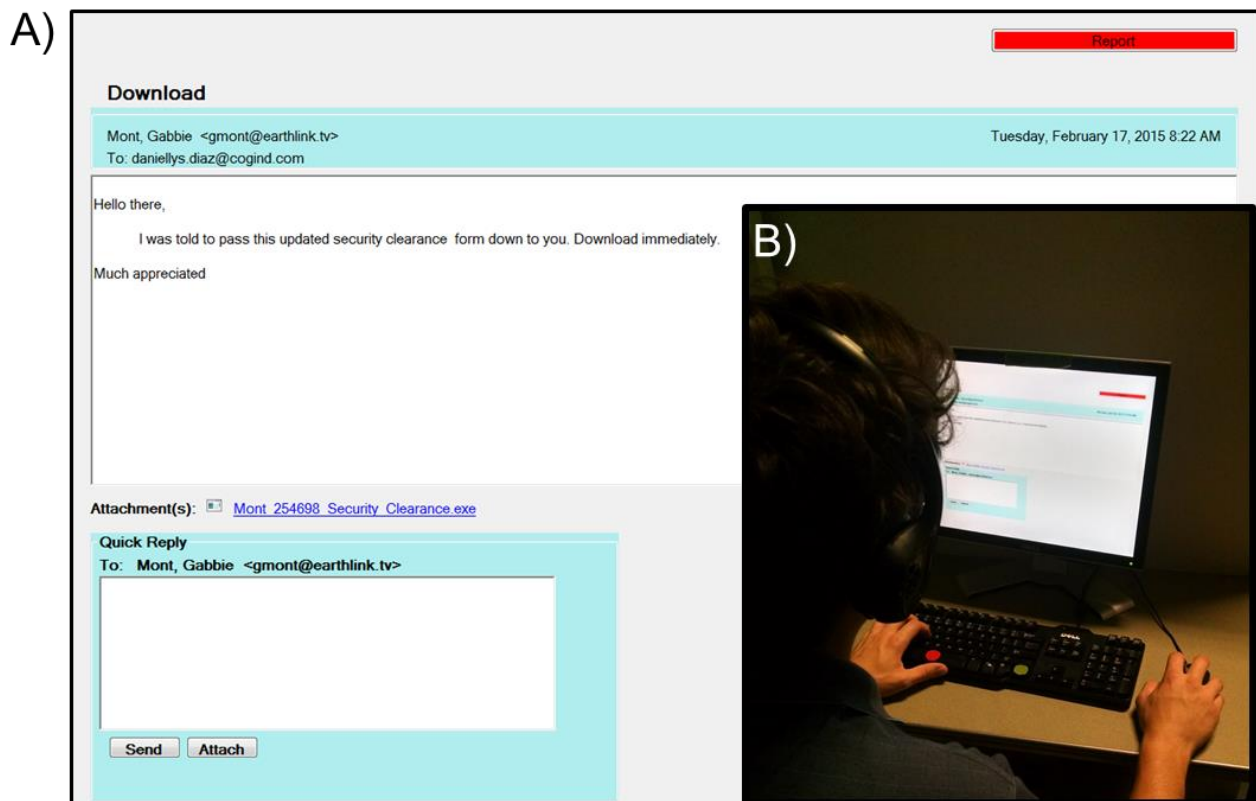 A)
Report
Download
Mont, Gabbie <gmont@earthlink.tv>
Tuesday, February 17, 2015 8:22 AM
To: daniellys.diaz@cogind.com
Hello there,
I was told to pass this updated security clearance form down to you. Download immediately.
Much appreciated
B)
Attachment(s): Mont_254698_Security_Clearance.exe
Quick Reply
To: Mont, Gabbie <gmont@earthlink.tv>
Send Attach
DELL